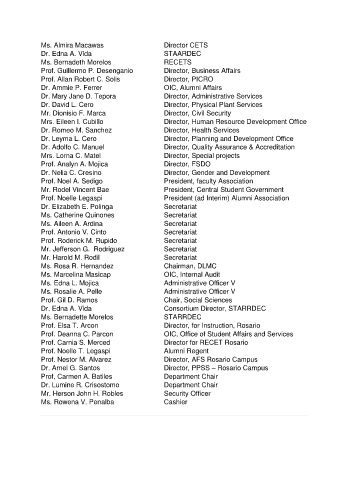 Ms. Almira Macawas Director CETS
Dr. Edna A. Vida STAARDEC
Ms. Bernadeth Morelos RECETS
Prof. Guillermo P. Desenganio Director, Business Affairs
Prof. Allan Robert C. Solis Director, PICRO
Dr. Ammie P. Ferrer OIC, Alumni Affairs
Dr. Mary Jane D. Tepora Director, Administrative Services
Dr. David L. Cero Director, Physical Plant Services
Mr. Dionisio F. Marca Director, Civil Security
Mrs. Eileen I. Cubillo Director, Human Resource Development Office
Dr. Romeo M. Sanchez Director, Health Services
Dr. Leyma L. Cero Director, Planning and Development Office
Dr. Adolfo C. Manuel Director, Quality Assurance & Accreditation
Mrs. Lorna C. Matel Director, Special projects
Prof. Analyn A. Mojica Director, FSDO
Dr. Nelia C. Cresino Director, Gender and Development
Prof. Noel A. Sedigo President, faculty Association
Mr. Rodel Vincent Bae President, Central Student Government
Prof. Noelle Legaspi President (ad Interim) Alumni Association
Dr. Elizabeth E. Polinga Secretariat
Ms. Catherine Quinones Secretariat
Ms. Aileen A. Ardina Secretariat
Prof. Antonio V. Cinto Secretariat
Prof. Roderick M. Rupido Secretariat
Mr. Jefferson G. Rodriguez Secretariat
Mr. Harold M. Rodil Secretariat
Ms. Rosa R. Hernandez Chairman, DLMC
Ms. Marcelina Masicap OIC, Internal Audit
Ms. Edna L. Mojica Administrative Officer V
Ms. Rosalie A. Pelle Administrative Officer V
Prof. Gil D. Ramos Chair, Social Sciences
Dr. Edna A. Vida Consortium Director, STARRDEC
Ms. Bernadette Morelos STARRDEC
Prof. Elsa T. Arcon Director, for Instruction, Rosario
Prof. Deanna C. Parcon OIC, Office of Student Affairs and Services
Prof. Carnia S. Merced Director for RECET Rosario
Prof. Noelle T. Legaspi Alumni Regent
Prof. Nestor M. Alvarez Director, AFS Rosario Campus
Dr. Arnel G. Santos Director, PPSS – Rosario Campus
Prof, Carmen A. Batiles Department Chair
Dr. Lumino R. Crisostomo Department Chair
Mr. Herson John H. Robles Security Officer
Ms. Rowena V. Penalba Cashier